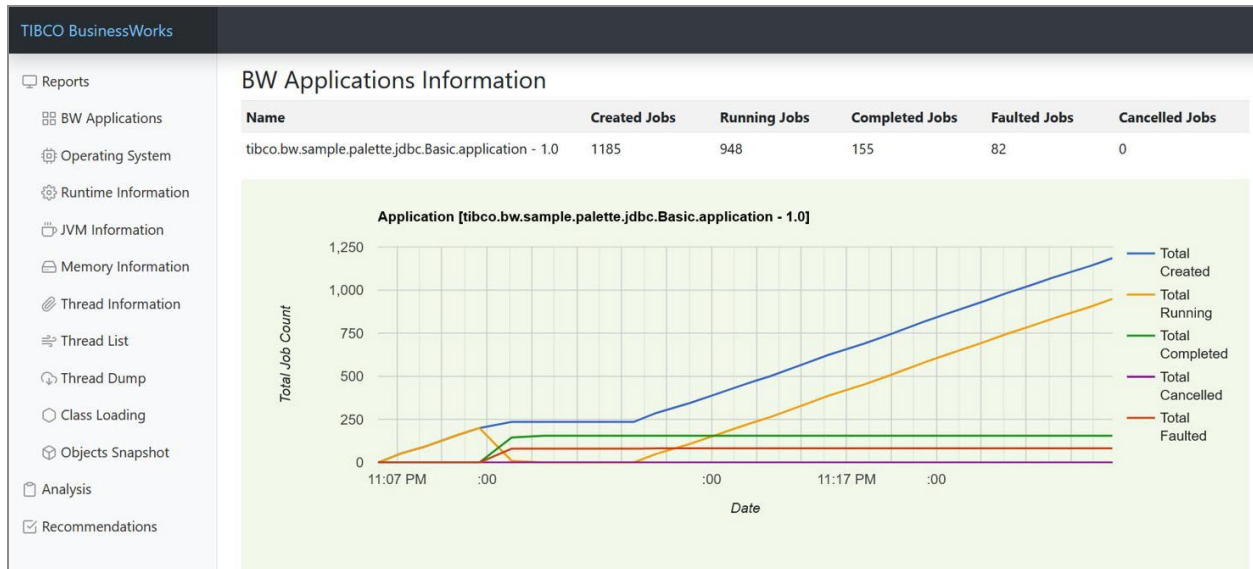 TIBCO BusinessWorks
Reports
BW Applications
Operating System
Runtime Information
JVM Information
Memory Information
Thread Information
Thread List
Thread Dump
Class Loading
Objects Snapshot
Analysis
Recommendations
BW Applications Information
Name Created Jobs Running Jobs Completed Jobs Faulted Jobs Cancelled Jobs
tibco.bw.sample.palette.jdbc.Basic.application - 1.0 1185 948 155 82 0
Application [tibco.bw.sample.palette.jdbc.Basic.application - 1.0]
Total Job Count
1,250
1,000
750
500
250
0
11:07 PM :00 :00 11:17 PM :00
Date
Total
Created
Total
Running
Total
Completed
Total
Cancelled
Total
Faulted